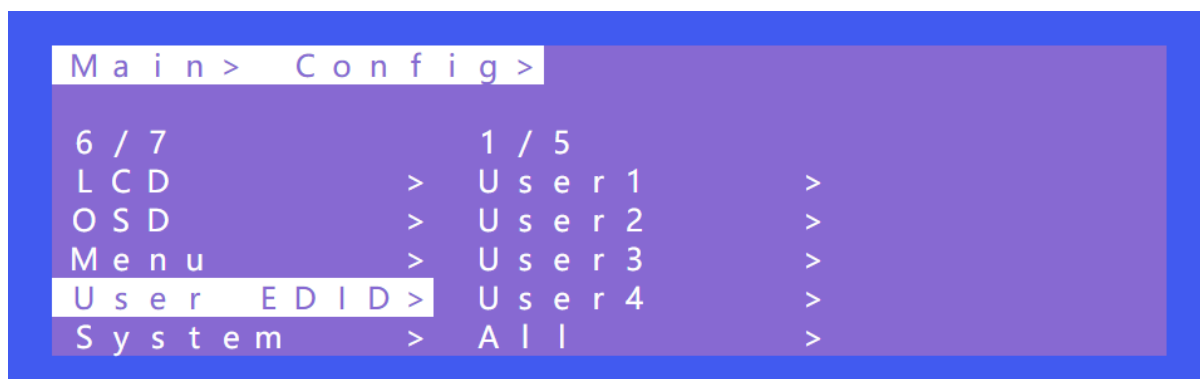 Main> Config>
6/7 1/5
LCD > User1 >
OSD > User2 >
Menu > User3 >
User EDID> User4 >
System > All >